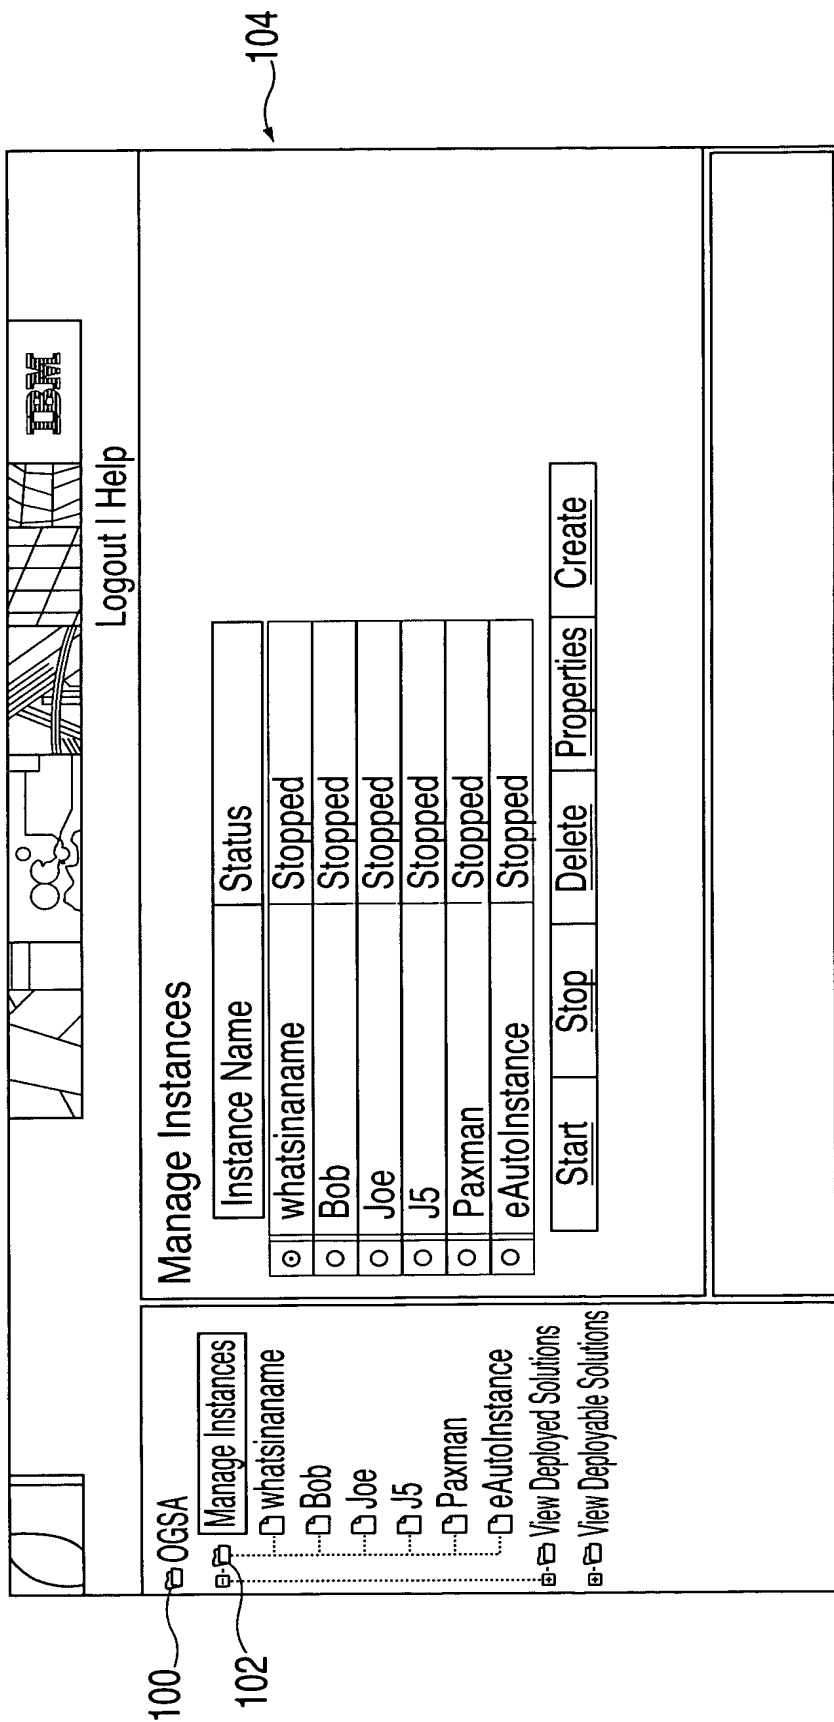 104
IBM
Logout | Help
100
OGSA
102
Manage Instances
whatsinaname
Bob
Joe
J5
Paxman
eAutoInstance
View Deployed Solutions
View Deployable Solutions
Manage Instances
Instance Name Status
whatsinaname Stopped
Bob Stopped
Joe Stopped
J5 Stopped
Paxman Stopped
eAutoInstance Stopped
Start Stop Delete Properties Create